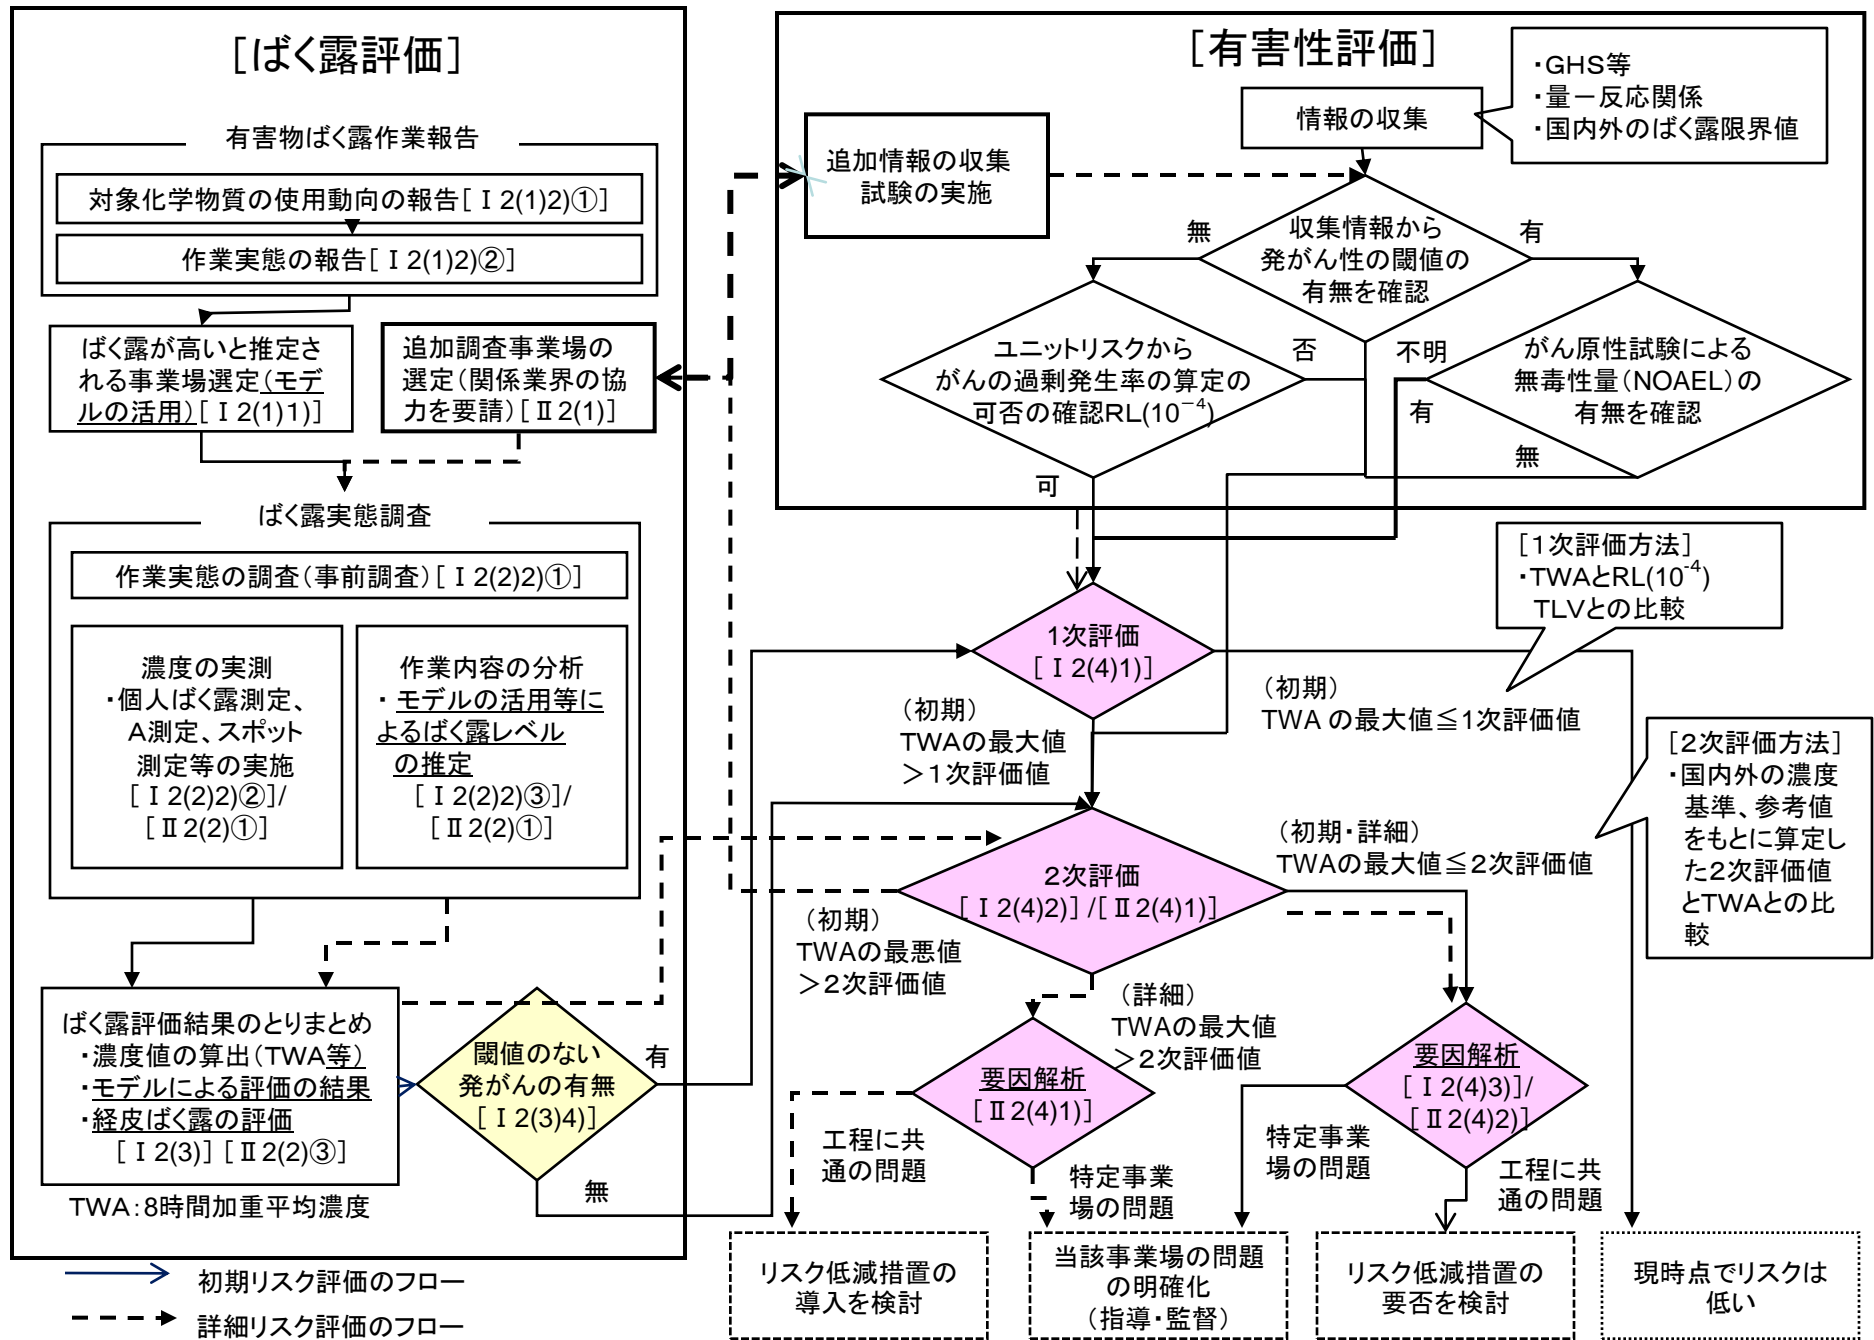 ［ばく露評価］
有害物ばく露作業報告
対象化学物質の使用動向の報告［Ⅰ2(1)2)①］
作業実態の報告［Ⅰ2(1)2)②］
ばく露が高いと推定さ
れる事業場選定(モデ
ルの活用)［Ⅰ2(1)1)］
追加調査事業場の
選定(関係業界の協
力を要請)［Ⅱ2(1)］
ばく露実態調査
作業実態の調査(事前調査)［Ⅰ2(2)2)①］
濃度の実測
・個人ばく露測定、
A測定、スポット
測定等の実施
［Ⅰ2(2)2)②］/
［Ⅱ2(2)①］
作業内容の分析
・モデルの活用等に
よるばく露レベル
の推定
［Ⅰ2(2)2)③］/
［Ⅱ2(2)①］
ばく露評価結果のとりまとめ
・濃度値の算出(TWA等)
・モデルによる評価の結果
・経皮ばく露の評価
［Ⅰ2(3)］［Ⅱ2(2)③］
TWA：8時間加重平均濃度
閾値のない
発がんの有無
［Ⅰ2(3)4)］
有
無
初期リスク評価のフロー
詳細リスク評価のフロー
［有害性評価］
情報の収集
・GHS等
・量－反応関係
・国内外のばく露限界値
追加情報の収集
試験の実施
収集情報から
発がん性の閾値の
有無を確認
無
有
ユニットリスクから
がんの過剰発生率の算定の
可否の確認RL(10⁻⁴)
否
可
不明
がん原性試験による
無毒性量(NOAEL)の
有無を確認
有
無
［1次評価方法］
・TWAとRL(10⁻⁴)
TLVとの比較
1次評価
［Ⅰ2(4)1)］
（初期）
TWAの最大値
＞1次評価値
（初期）
TWA の最大値≦1次評価値
［2次評価方法］
・国内外の濃度
基準、参考値
をもとに算定し
た2次評価値
とTWAとの比
較
2次評価
［Ⅰ2(4)2)］/［Ⅱ2(4)1)］
（初期・詳細）
TWAの最大値≦2次評価値
（初期）
TWAの最悪値
＞2次評価値
（詳細）
TWAの最大値
＞2次評価値
要因解析
［Ⅱ2(4)1)］
要因解析
［Ⅰ2(4)3)］/
［Ⅱ2(4)2)］
工程に共
通の問題
特定事業
場の問題
特定事業
場の問題
工程に共
通の問題
リスク低減措置の
導入を検討
当該事業場の問題
の明確化
（指導・監督）
リスク低減措置の
要否を検討
現時点でリスクは
低い